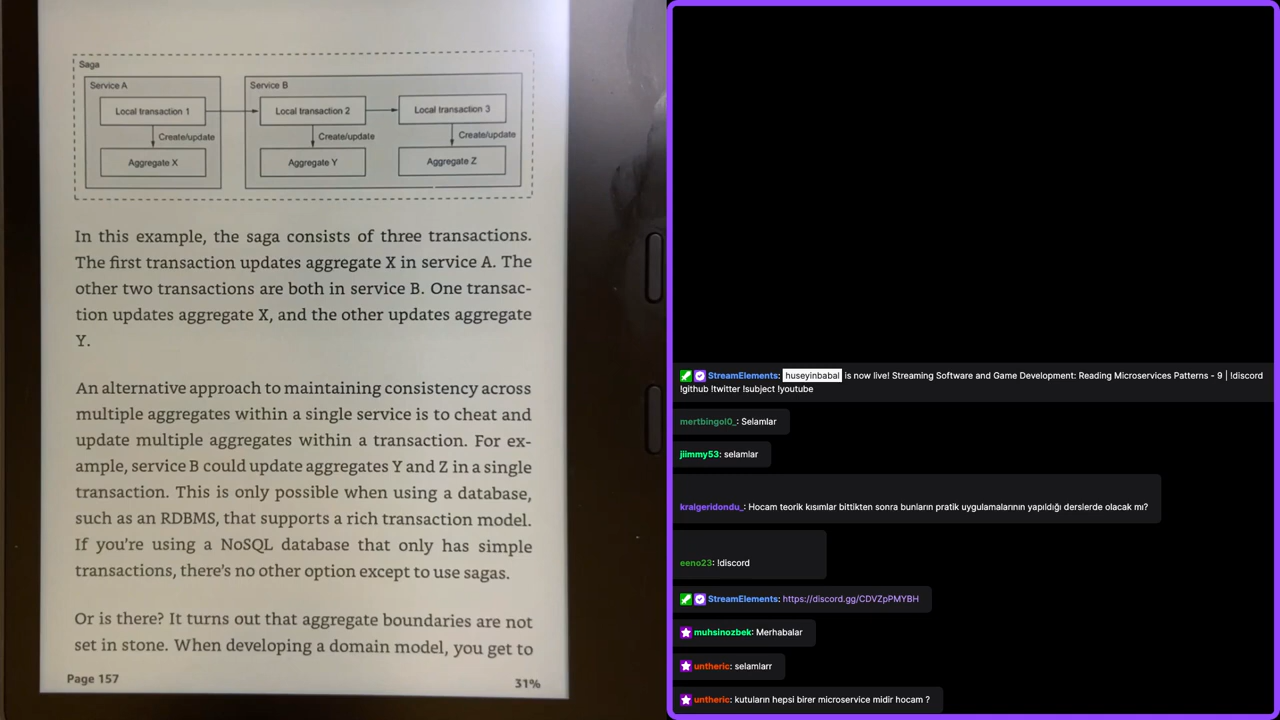 Saga
Service A
Service B
Local transaction 1
Local transaction 2
Local transaction 3
Create/update
Create/update
Create/update
Aggregate X
Aggregate Y
Aggregate Z
In this example, the saga consists of three transactions.
The first transaction updates aggregate X in service A. The
other two transactions are both in service B. One transac-
tion updates aggregate X, and the other updates aggregate
Y.
An alternative approach to maintaining consistency across
multiple aggregates within a single service is to cheat and
update multiple aggregates within a transaction. For ex-
ample, service B could update aggregates Y and Z in a single
transaction. This is only possible when using a database,
such as an RDBMS, that supports a rich transaction model.
If you're using a NoSQL database that only has simple
transactions, there's no other option except to use sagas.
Or is there? It turns out that aggregate boundaries are not
set in stone. When developing a domain model, you get to
Page 157
31%
StreamElements: huseyinbabal is now live! Streaming Software and Game Development: Reading Microservices Patterns - 9 | !discord
!github !twitter !subject !youtube
mertbingol0_: Selamlar
jiimmy53: selamlar
kralgeridondu_: Hocam teorik kısımlar bittikten sonra bunların pratik uygulamalarının yapıldığı derslerde olacak mı?
eeno23: !discord
StreamElements: https://discord.gg/CDVZpPMYBH
muhsinozbek: Merhabalar
untheric: selamlarr
untheric: kutuların hepsi birer microservice midir hocam ?